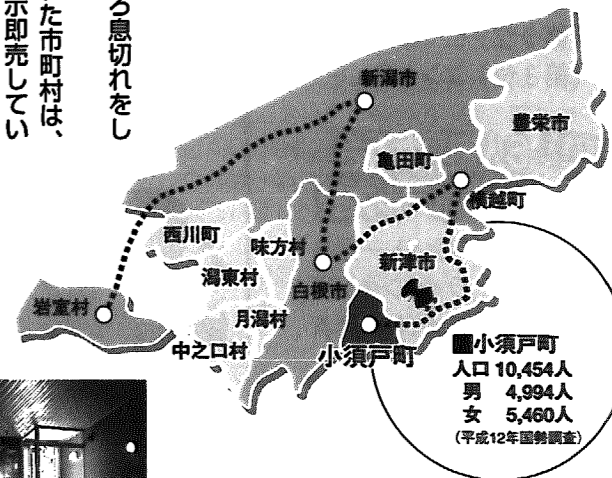 ろ息切れをし
た市町村は、
示即売してい
新潟市
豊栄市
亀田町
横越町
西川町
味方村
新津市
潟東村
白根市
岩室村
月潟村
中之口村
小須戸町
■小須戸町
人口 10,454人
男 4,994人
女 5,460人
(平成12年国勢調査)